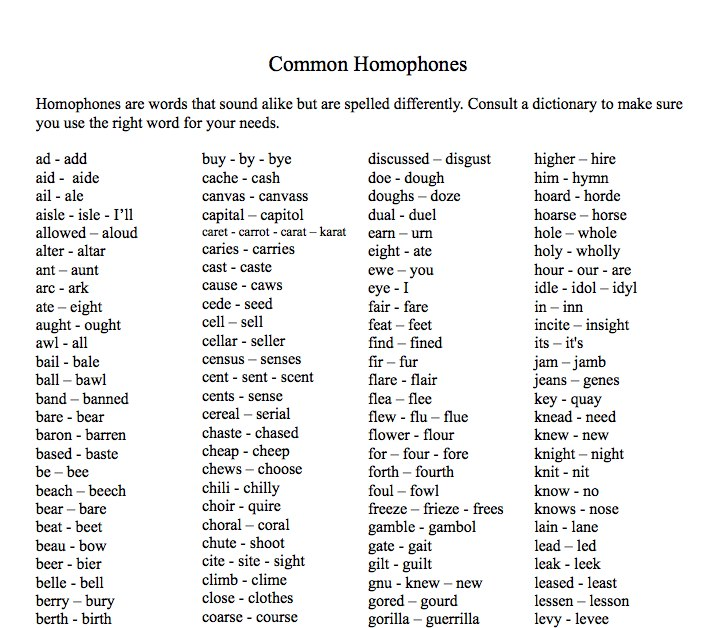 Common Homophones
Homophones are words that sound alike but are spelled differently. Consult a dictionary to make sure
you use the right word for your needs.
ad - add
aid - aide
ail - ale
aisle - isle - I’ll
allowed – aloud
alter - altar
ant – aunt
arc - ark
ate – eight
aught - ought
awl - all
bail - bale
ball – bawl
band – banned
bare - bear
baron - barren
based - baste
be – bee
beach – beech
bear – bare
beat - beet
beau - bow
beer - bier
belle - bell
berry – bury
berth - birth
buy - by - bye
cache - cash
canvas - canvass
capital – capitol
caret - carrot - carat – karat
caries - carries
cast - caste
cause - caws
cede - seed
cell – sell
cellar - seller
census – senses
cent - sent - scent
cents - sense
cereal – serial
chaste - chased
cheap - cheep
chews – choose
chili - chilly
choir - quire
choral – coral
chute - shoot
cite - site - sight
climb - clime
close - clothes
coarse - course
discussed – disgust
doe - dough
doughs – doze
dual - duel
earn – urn
eight - ate
ewe – you
eye - I
fair - fare
feat – feet
find – fined
fir – fur
flare - flair
flea – flee
flew - flu – flue
flower - flour
for – four - fore
forth – fourth
foul – fowl
freeze – frieze - frees
gamble - gambol
gate - gait
gilt - guilt
gnu - knew – new
gored – gourd
gorilla – guerrilla
higher – hire
him - hymn
hoard - horde
hoarse – horse
hole – whole
holy - wholly
hour - our - are
idle - idol – idyl
in – inn
incite – insight
its – it's
jam – jamb
jeans – genes
key - quay
knead - need
knew - new
knight – night
knit - nit
know - no
knows - nose
lain - lane
lead – led
leak - leek
leased - least
lessen – lesson
levy - levee